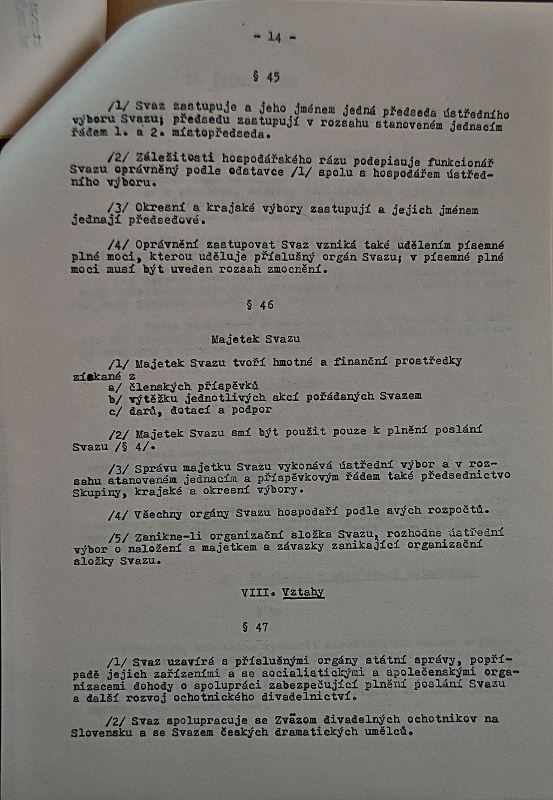 - 14 -
§ 45
/1/ Svaz zastupuje a jeho jménem jedná předseda ústředního
výboru Svazu; předsedu zastupují v rozsahu stanoveném jednacím
řádem 1. a 2. místopředseda.
/2/ Záležitosti hospodářského rázu podepisuje funkcionář
Svazu oprávněný podle odstavce /1/ spolu s hospodářem ústřed-
ního výboru.
/3/ Okresní a krajské výbory zastupují a jejich jménem
jednají předsedové.
/4/ Oprávnění zastupovat Svaz vzniká také udělením písemné
plné moci, kterou uděluje příslušný orgán Svazu; v písemné plné
moci musí být uveden rozsah zmocnění.
§ 46
Majetek Svazu
/1/ Majetek Svazu tvoří hmotné a finanční prostředky
získané z
a/ členských příspěvků
b/ výtěžku jednotlivých akcí pořádaných Svazem
c/ darů, dotací a podpor
/2/ Majetek Svazu smí být použit pouze k plnění poslání
Svazu /§ 4/.
/3/ Správu majetku Svazu vykonává ústřední výbor a v roz-
sahu stanoveném jednacím a příspěvkovým řádem také předsednictvo
Skupiny, krajské a okresní výbory.
/4/ Všechny orgány Svazu hospodaří podle svých rozpočtů.
/5/ Zanikne-li organizační složka Svazu, rozhodne ústřední
výbor o naložení s majetkem a závazky zanikající organizační
složky Svazu.
VIII. Vztahy
§ 47
/1/ Svaz uzavírá s příslušnými orgány státní správy, popří-
padě jejich zařízeními a se socialistickými a společenskými orga-
nizacemi dohody o spolupráci zabezpečující plnění poslání Svazu
a další rozvoj ochotnického divadelnictví.
/2/ Svaz spolupracuje se Zväzom divadelných ochotníkov na
Slovensku a se Svazem českých dramatických umělců.